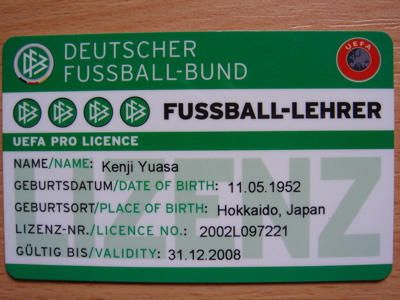 DEUTSCHER
FUSSBALL-BUND
UEFA
FUSSBALL-LEHRER
UEFA PRO LICENCE
NAME/NAME: Kenji Yuasa
GEBURTSDATUM/DATE OF BIRTH: 11.05.1952
GEBURTSORT/PLACE OF BIRTH: Hokkaido, Japan
LIZENZ-NR./LICENCE NO.: 2002L097221
GÜLTIG BIS/VALIDITY: 31.12.2008
LIZENZ